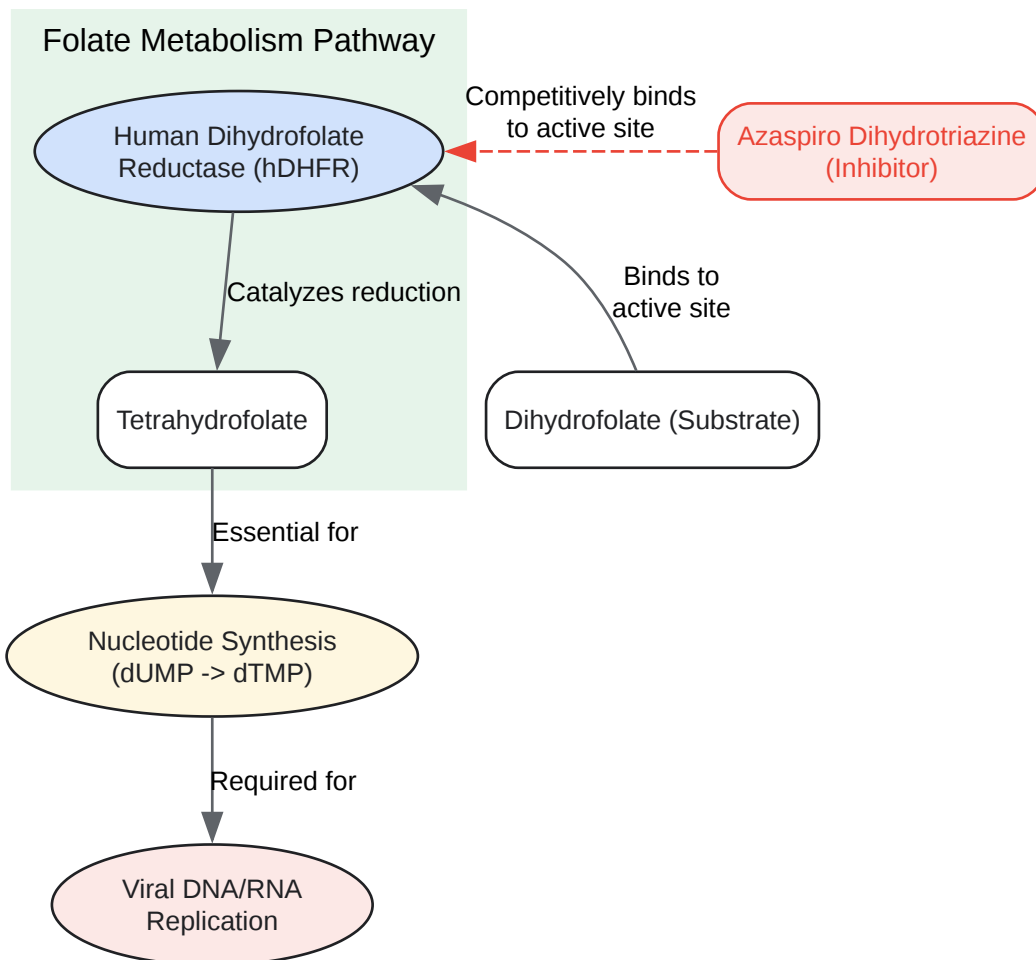 Folate Metabolism Pathway
Human Dihydrofolate
Reductase (hDHFR)
Competitively binds
to active site
Azaspiro Dihydrotriazine
(Inhibitor)
Catalyzes reduction
Binds to
active site
Tetrahydrofolate
Dihydrofolate (Substrate)
Essential for
Nucleotide Synthesis
(dUMP -> dTMP)
Required for
Viral DNA/RNA
Replication